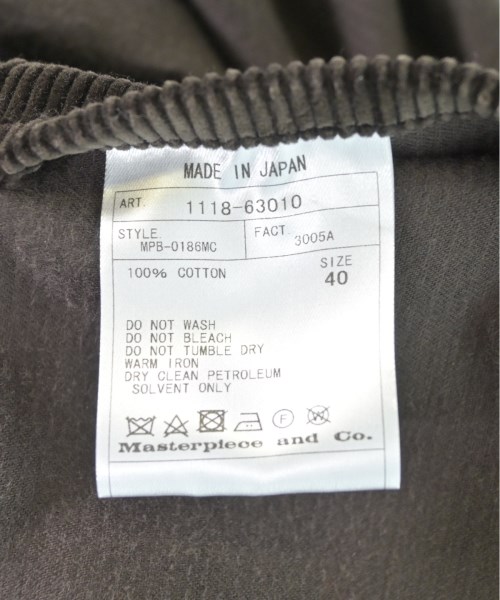 MADE IN JAPAN
ART. 1118-63010
STYLE. FACT.
MPB-0186MC 3005A
100% COTTON SIZE
40
DO NOT WASH
DO NOT BLEACH
DO NOT TUMBLE DRY
WARM IRON
DRY CLEAN PETROLEUM
SOLVENT ONLY
F
Masterpiece and Co.